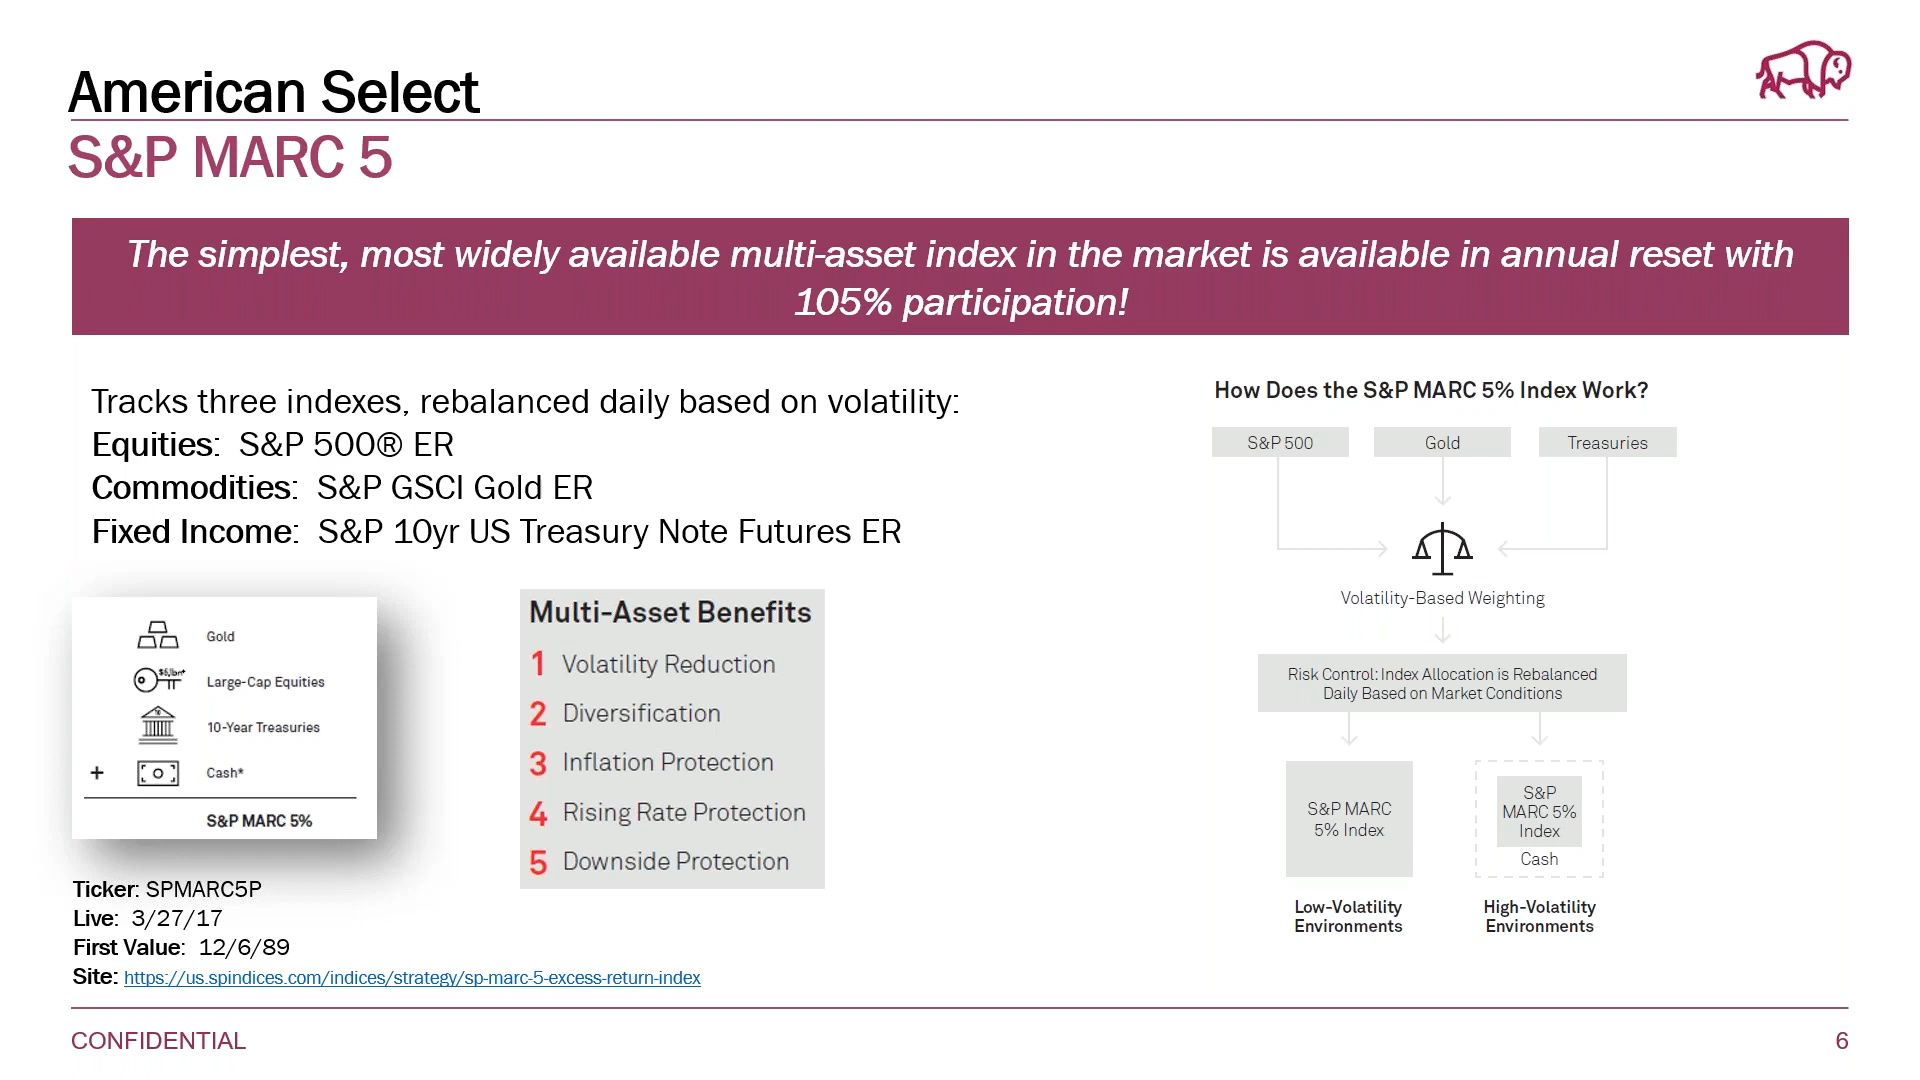 American Select
S&P MARC 5
The simplest, most widely available multi-asset index in the market is available in annual reset with
105% participation!
Tracks three indexes, rebalanced daily based on volatility:
Equities:  S&P 500® ER
Commodities:  S&P GSCI Gold ER
Fixed Income:  S&P 10yr US Treasury Note Futures ER
Gold
Large-Cap Equities
10-Year Treasuries
+ Cash*
S&P MARC 5%
Multi-Asset Benefits
1 Volatility Reduction
2 Diversification
3 Inflation Protection
4 Rising Rate Protection
5 Downside Protection
Ticker: SPMARC5P
Live:  3/27/17
First Value:  12/6/89
Site: https://us.spindices.com/indices/strategy/sp-marc-5-excess-return-index
How Does the S&P MARC 5% Index Work?
S&P 500
Gold
Treasuries
Volatility-Based Weighting
Risk Control: Index Allocation is Rebalanced
Daily Based on Market Conditions
S&P MARC
5% Index
S&P
MARC 5%
Index
Cash
Low-Volatility
Environments
High-Volatility
Environments
CONFIDENTIAL
6